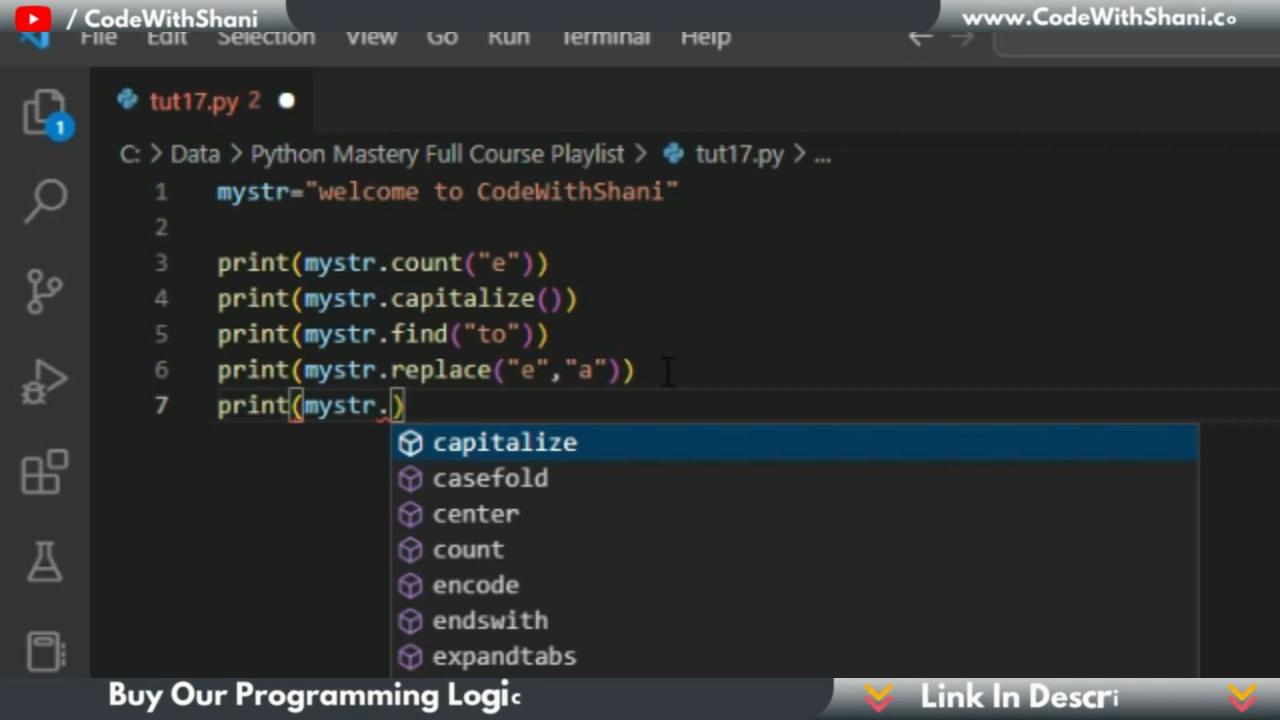 / CodeWithShani
www.CodeWithShani.co
File Edit Selection View Go Run Terminal Help
tut17.py 2
1
C: > Data > Python Mastery Full Course Playlist > tut17.py > ...
1 mystr="welcome to CodeWithShani"
2
3 print(mystr.count("e"))
4 print(mystr.capitalize())
5 print(mystr.find("to"))
6 print(mystr.replace("e","a"))
7 print(mystr.)
capitalize
casefold
center
count
encode
endswith
expandtabs
Buy Our Programming Logic
Link In Descri